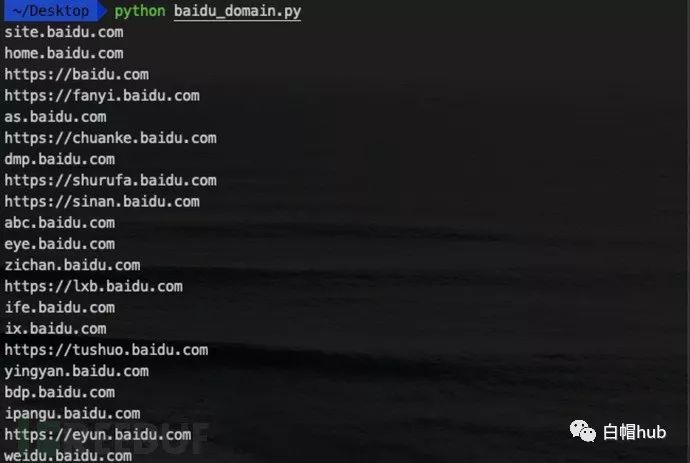 ~/Desktop python baidu_domain.py
site.baidu.com
home.baidu.com
https://baidu.com
https://fanyi.baidu.com
as.baidu.com
https://chuanke.baidu.com
dmp.baidu.com
https://shurufa.baidu.com
https://sinan.baidu.com
abc.baidu.com
eye.baidu.com
zichan.baidu.com
https://lxb.baidu.com
ife.baidu.com
ix.baidu.com
https://tushuo.baidu.com
yingyan.baidu.com
bdp.baidu.com
ipangu.baidu.com
https://eyun.baidu.com
weidu.baidu.com
白帽hub